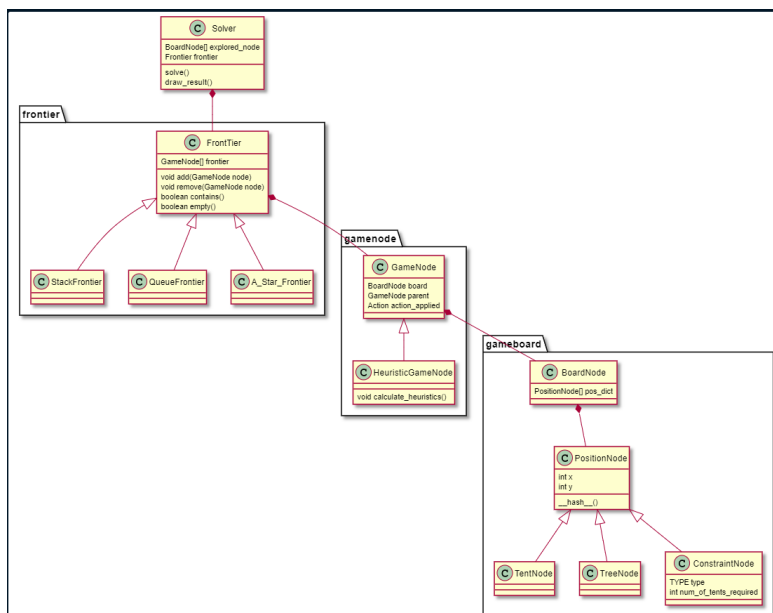 C Solver
BoardNode[] explored_node
Frontier frontier
solve()
draw_result()
frontier
C FrontTier
GameNode[] frontier
void add(GameNode node)
void remove(GameNode node)
boolean contains()
boolean empty()
C StackFrontier
C QueueFrontier
C A_Star_Frontier
gamenode
C GameNode
BoardNode board
GameNode parent
Action action_applied
C HeuristicGameNode
void calculate_heuristics()
gameboard
C BoardNode
PositionNode[] pos_dict
C PositionNode
int x
int y
__hash__()
C TentNode
C TreeNode
C ConstraintNode
TYPE type
int num_of_tents_required